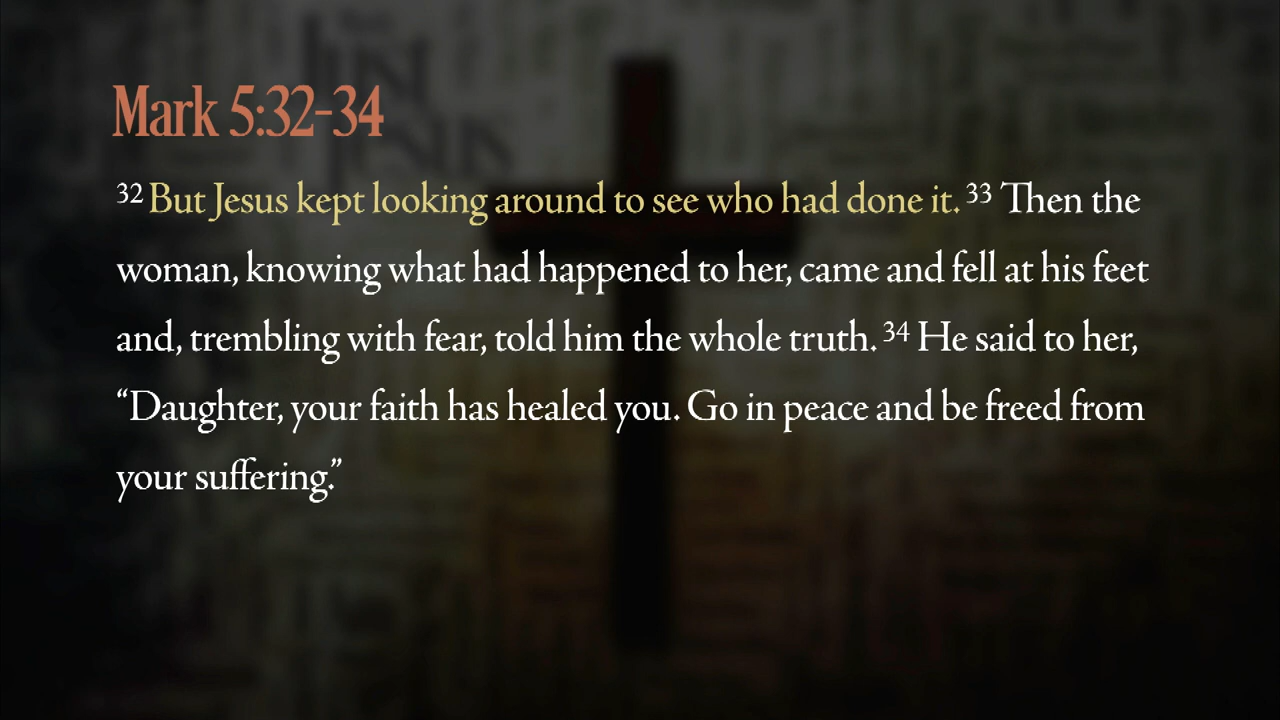 Mark 5:32-34
32 But Jesus kept looking around to see who had done it. 33 Then the
woman, knowing what had happened to her, came and fell at his feet
and, trembling with fear, told him the whole truth. 34 He said to her,
“Daughter, your faith has healed you. Go in peace and be freed from
your suffering.”